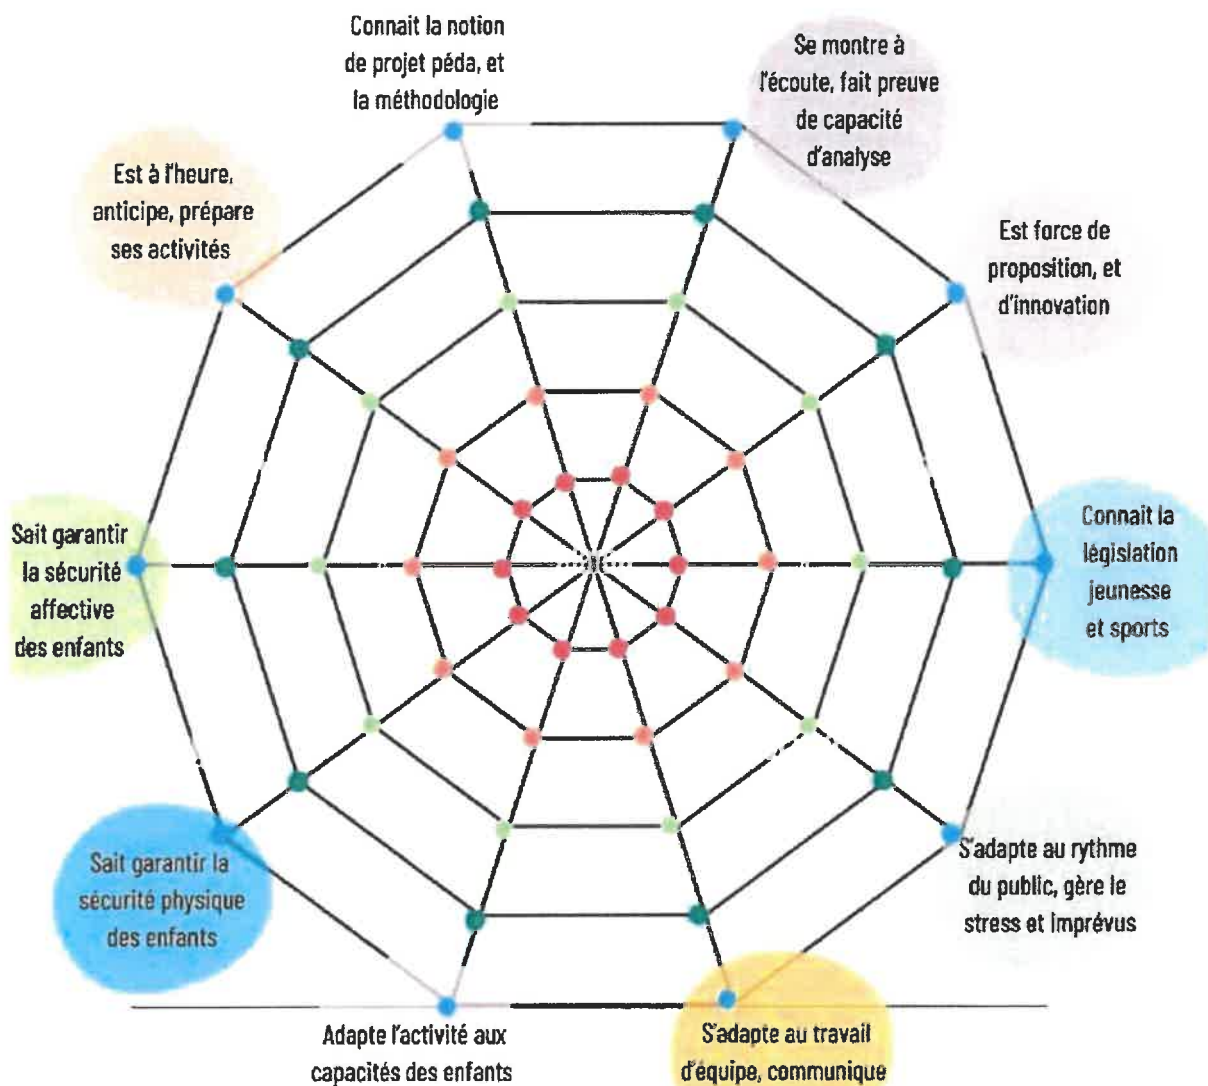 Connait la notion
de projet péda, et
la méthodologie
Se montre à
l'écoute, fait preuve
de capacité
d'analyse
Est à l'heure,
anticipe, prépare
ses activités
Est force de
proposition, et
d'innovation
Sait garantir
la sécurité
affective
des enfants
Connait la
législation
jeunesse
et sports
Sait garantir la
sécurité physique
des enfants
S'adapte au rythme
du public, gère le
stress et imprévus
Adapte l'activité aux
capacités des enfants
S'adapte au travail
d'équipe, communique